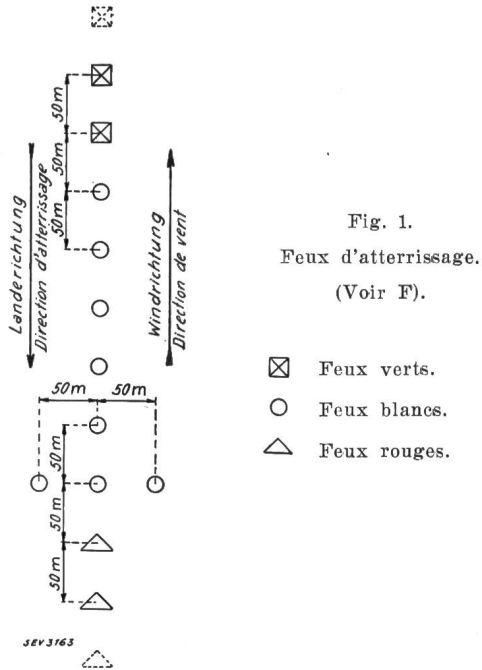 50m
50m
50m
Landerichtung
Direction d'atterrissage
Windrichtung
Direction de vent
Fig. 1.
Feux d'atterrissage.
(Voir F).
Feux verts.
Feux blancs.
Feux rouges.
50m
50m
50m
50m
50m
SEV 3163